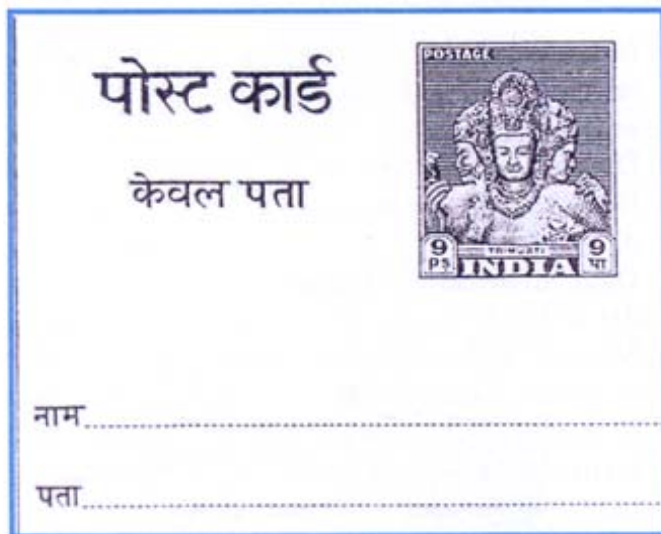 पोस्ट कार्ड
केवल पता
POSTAGE
9 PS. TRIMURTI 9 पा
INDIA
नाम
पता